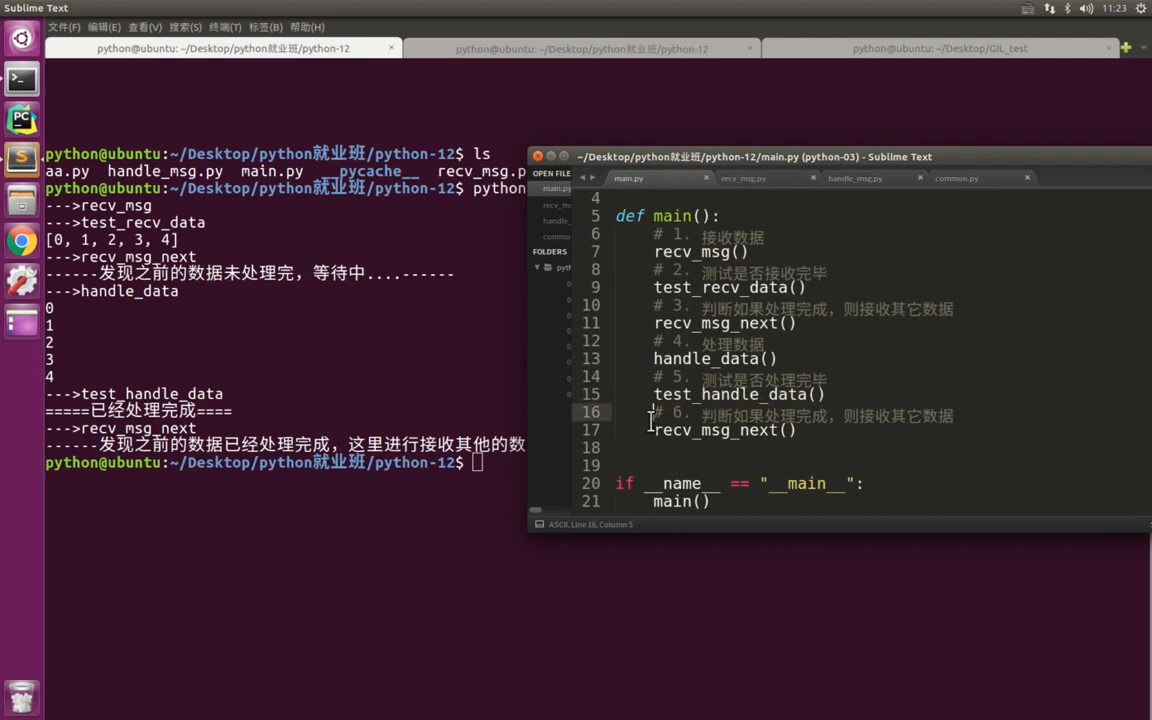 Sublime Text
11:23
文件(F) 编辑(E) 查看(V) 搜索(S) 终端(T) 标签(B) 帮助(H)
python@ubuntu: ~/Desktop/python就业班/python-12 ×
python@ubuntu: ~/Desktop/python就业班/python-12 ×
python@ubuntu: ~/Desktop/GIL_test ×
python@ubuntu:~/Desktop/python就业班/python-12$ ls
aa.py handle_msg.py main.py __pycache__ recv_msg.p
python@ubuntu:~/Desktop/python就业班/python-12$ python
--->recv_msg
--->test_recv_data
[0, 1, 2, 3, 4]
--->recv_msg_next
------发现之前的数据未处理完，等待中....------
--->handle_data
0
1
2
3
4
--->test_handle_data
=====已经处理完成====
--->recv_msg_next
------发现之前的数据已经处理完成，这里进行接收其他的数
python@ubuntu:~/Desktop/python就业班/python-12$
~/Desktop/python就业班/python-12/main.py (python-03) - Sublime Text
OPEN FILE
main.py
recv_ms
handle_
commo
FOLDERS
pyth
main.py ×
recv_msg.py ×
handle_msg.py ×
common.py ×
4
5 def main():
6 # 1. 接收数据
7 recv_msg()
8 # 2. 测试是否接收完毕
9 test_recv_data()
10 # 3. 判断如果处理完成，则接收其它数据
11 recv_msg_next()
12 # 4. 处理数据
13 handle_data()
14 # 5. 测试是否处理完毕
15 test_handle_data()
16 # 6. 判断如果处理完成，则接收其它数据
17 recv_msg_next()
18
19
20 if __name__ == "__main__":
21 main()
ASCII, Line 18, Column 5